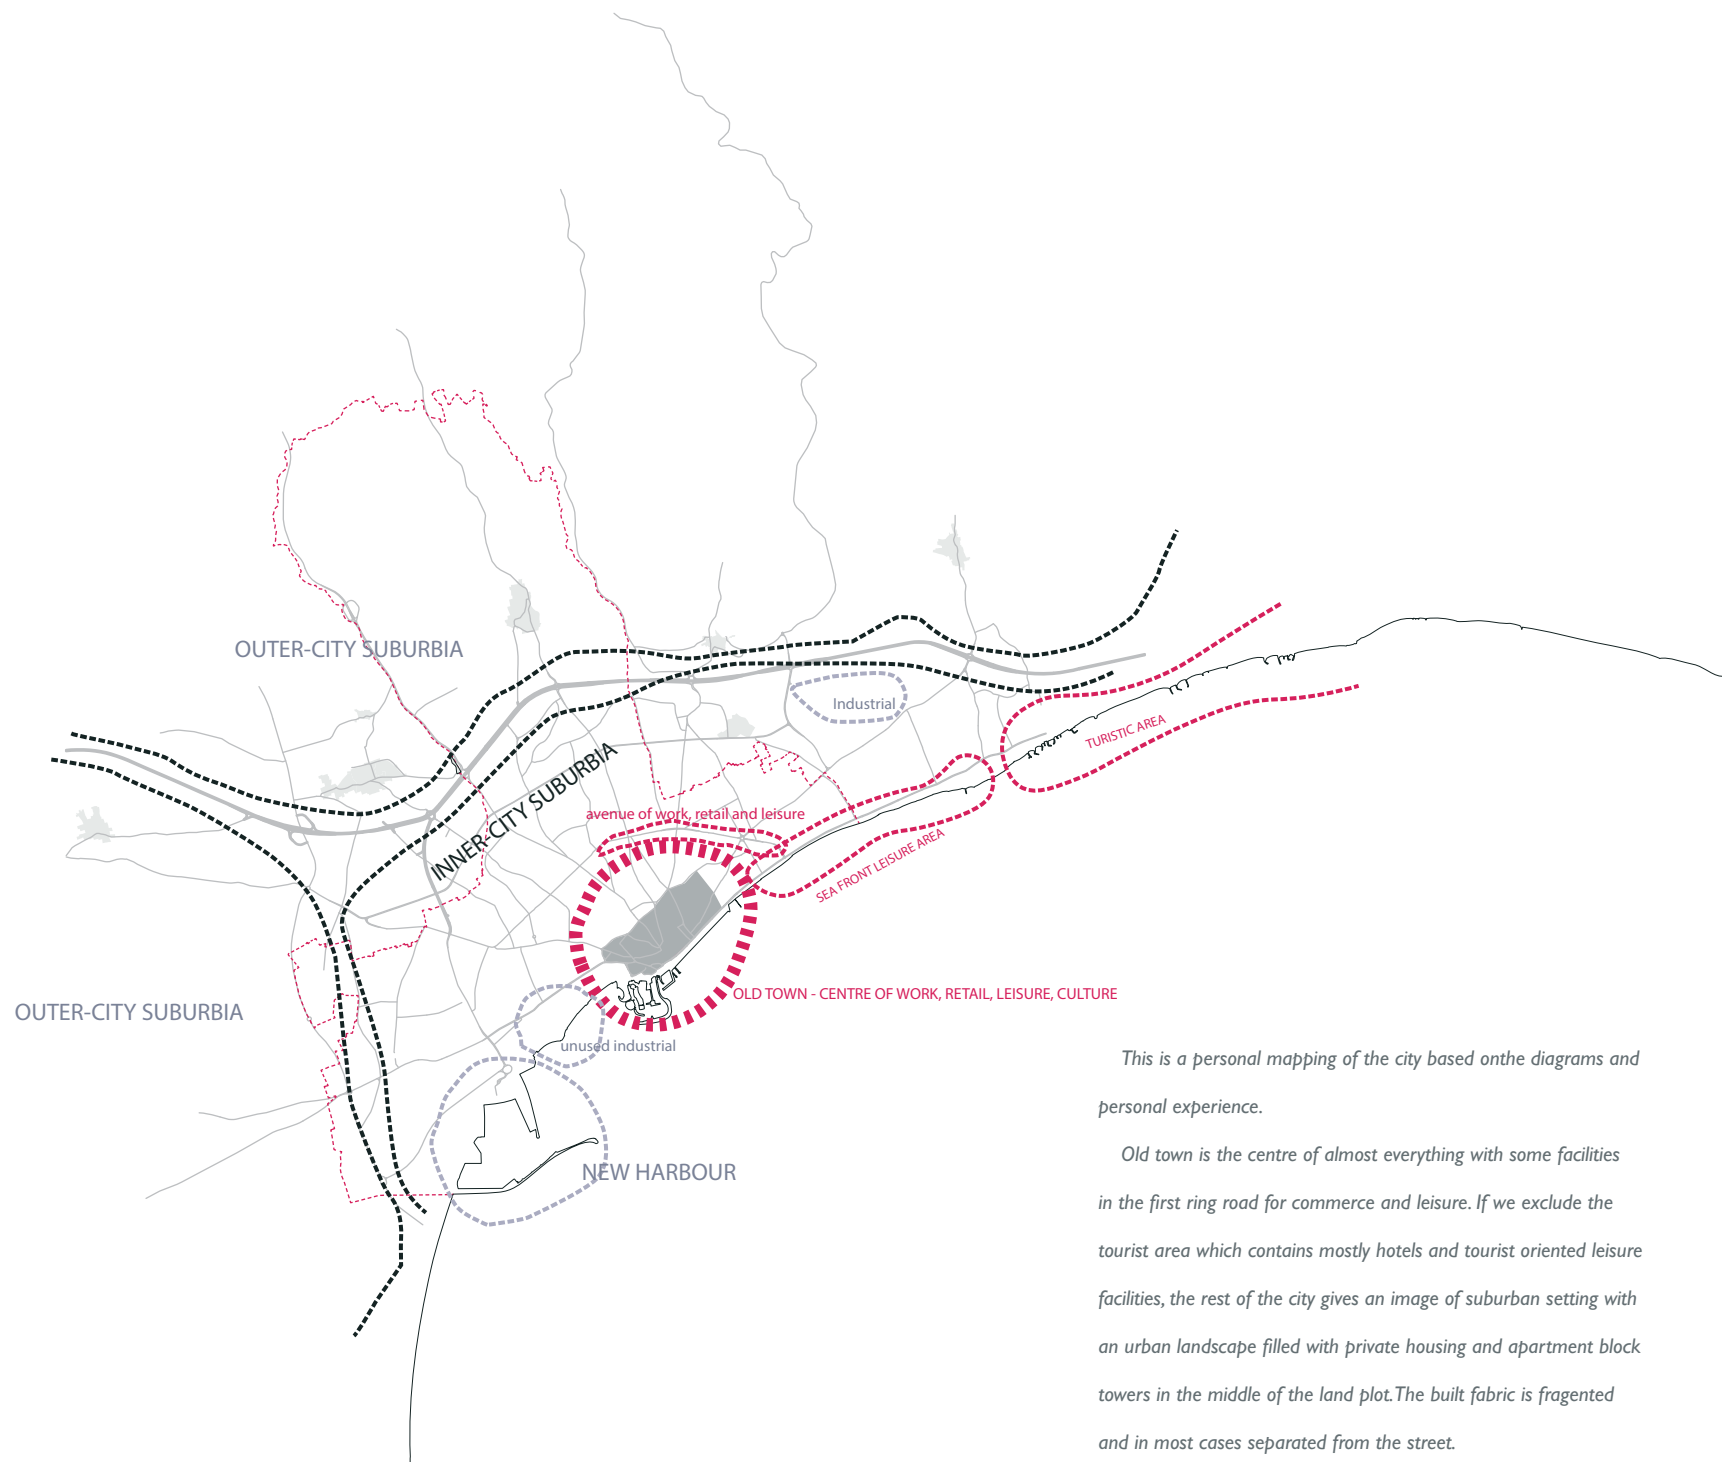 OUTER-CITY SUBURBIA
Industrial
TURISTIC AREA
INNER-CITY SUBURBIA
avenue of work, retail and leisure
SEA FRONT LEISURE AREA
OLD TOWN - CENTRE OF WORK, RETAIL, LEISURE, CULTURE
OUTER-CITY SUBURBIA
unused industrial
NEW HARBOUR
This is a personal mapping of the city based onthe diagrams and
personal experience.
Old town is the centre of almost everything with some facilities
in the first ring road for commerce and leisure. If we exclude the
tourist area which contains mostly hotels and tourist oriented leisure
facilities, the rest of the city gives an image of suburban setting with
an urban landscape filled with private housing and apartment block
towers in the middle of the land plot. The built fabric is fragented
and in most cases separated from the street.